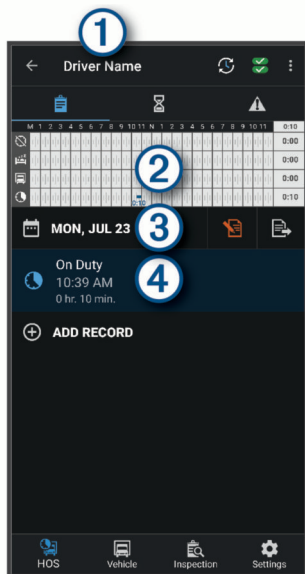 1
Driver Name
M 1 2 3 4 5 6 7 8 9 10 11 N 1 2 3 4 5 6 7 8 9 10 11 0:10
0:00
0:00
2
0:00
0:10 0:10
MON, JUL 23 3
On Duty
10:39 AM 4
0 hr. 10 min.
ADD RECORD
HOS Vehicle Inspection Settings